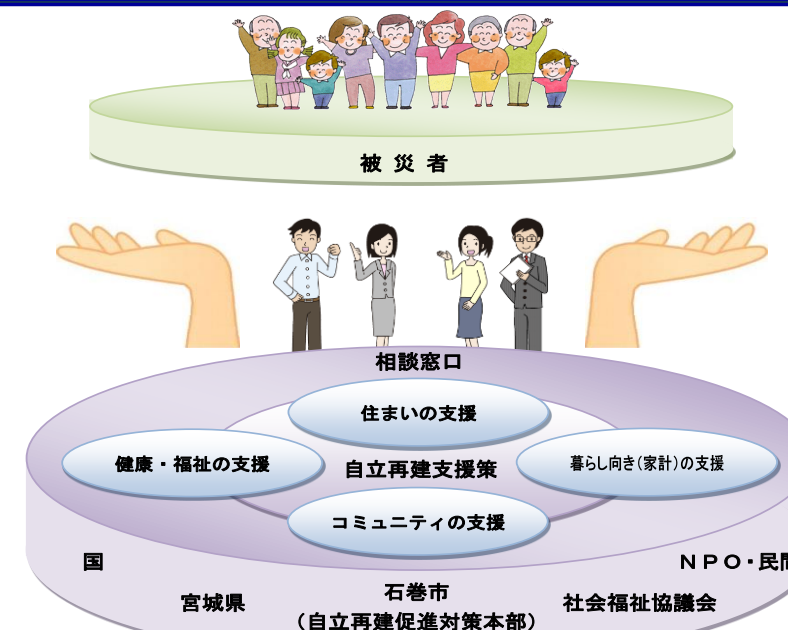 被 災 者
相談窓口
住まいの支援
健康・福祉の支援
自立再建支援策
暮らし向き(家計)の支援
コミュニティの支援
国
NPO・民間
宮城県
石巻市
(自立再建促進対策本部)
社会福祉協議会